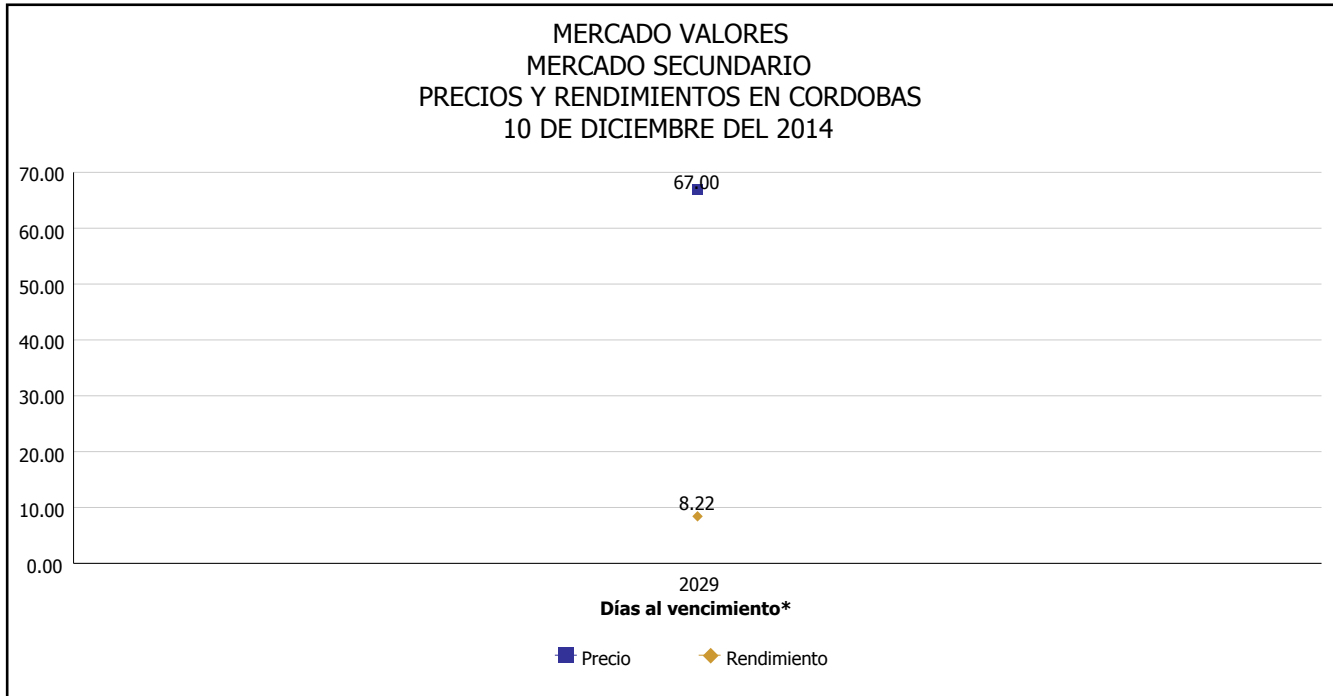 MERCADO VALORES
MERCADO SECUNDARIO
PRECIOS Y RENDIMIENTOS EN CORDOBAS
10 DE DICIEMBRE DEL 2014
70.00
67.00
60.00
50.00
40.00
30.00
20.00
10.00
8.22
0.00
2029
Días al vencimiento*
Precio Rendimiento